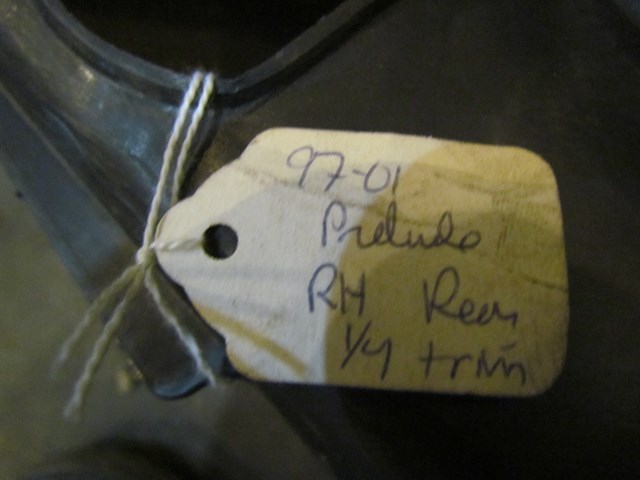 97-01
Prelude
RH Rear
1/4 trim